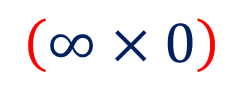 (∞ × 0)